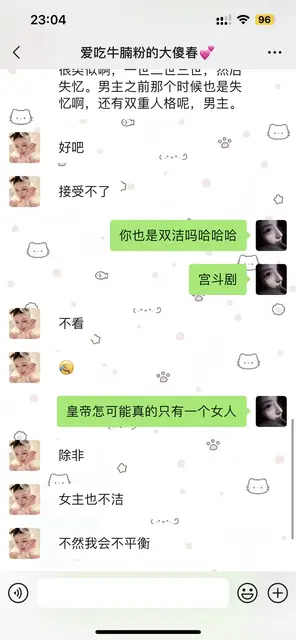 23:04
96
爱吃牛腩粉的大傻春💕
很类似啊，一世二世三世，然后
失忆。男主之前那个时候也是失
忆啊，还有双重人格呢，男主。
好吧
接受不了
你也是双洁吗哈哈哈
宫斗剧
不看
皇帝怎可能真的只有一个女人
除非
女主也不洁
不然我会不平衡